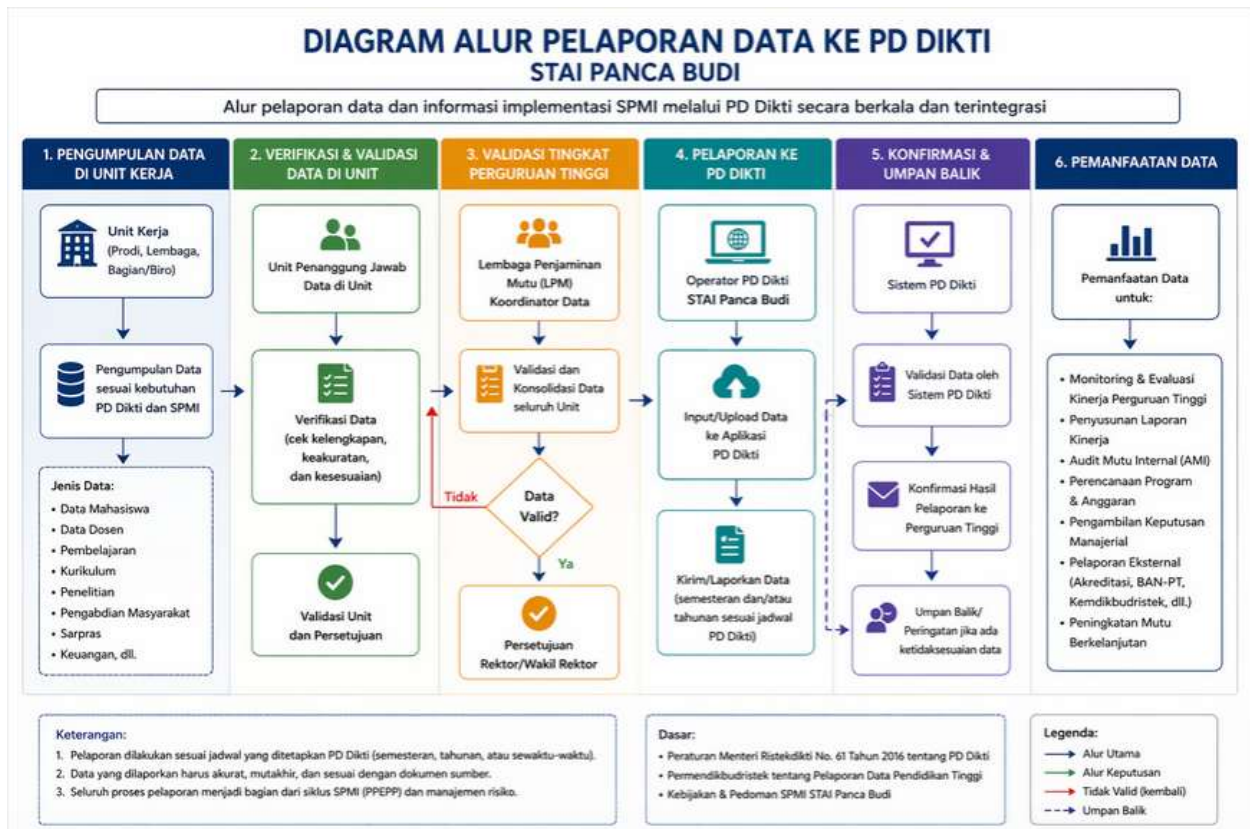 DIAGRAM ALUR PELAPORAN DATA KE PD DIKTI
STAI PANCA BUDI
Alur pelaporan data dan informasi implementasi SPMI melalui PD Dikti secara berkala dan terintegrasi
1. PENGUMPULAN DATA
DI UNIT KERJA
Unit Kerja
(Prodi, Lembaga,
Bagian/Biro)
Pengumpulan Data
sesuai kebutuhan
PD Dikti dan SPMI
Jenis Data:
• Data Mahasiswa
• Data Dosen
• Pembelajaran
• Kurikulum
• Penelitian
• Pengabdian Masyarakat
• Sarpras
• Keuangan, dll.
2. VERIFIKASI & VALIDASI
DATA DI UNIT
Unit Penanggung Jawab
Data di Unit
Verifikasi Data
(cek kelengkapan,
keakuratan,
dan kesesuaian)
Validasi Unit
dan Persetujuan
3. VALIDASI TINGKAT
PERGURUAN TINGGI
Lembaga Penjaminan
Mutu (LPM)
Koordinator Data
Validasi dan
Konsolidasi Data
seluruh Unit
Tidak
Data
Valid?
Ya
Persetujuan
Rektor/Wakil Rektor
4. PELAPORAN KE
PD DIKTI
Operator PD Dikti
STAI Panca Budi
Input/Upload Data
ke Aplikasi
PD Dikti
Kirim/Laporkan Data
(semesteran dan/atau
tahunan sesuai jadwal
PD Dikti)
5. KONFIRMASI &
UMPAN BALIK
Sistem PD Dikti
Validasi Data oleh
Sistem PD Dikti
Konfirmasi Hasil
Pelaporan ke
Perguruan Tinggi
Umpan Balik/
Peringatan jika ada
ketidaksesuaian data
6. PEMANFAATAN DATA
Pemanfaatan Data
untuk:
• Monitoring & Evaluasi
Kinerja Perguruan Tinggi
• Penyusunan Laporan
Kinerja
• Audit Mutu Internal (AMI)
• Perencanaan Program
& Anggaran
• Pengambilan Keputusan
Manajerial
• Pelaporan Eksternal
(Akreditasi, BAN-PT,
Kemdikbudristek, dll.)
• Peningkatan Mutu
Berkelanjutan
Keterangan:
1. Pelaporan dilakukan sesuai jadwal yang ditetapkan PD Dikti (semesteran, tahunan, atau sewaktu-waktu).
2. Data yang dilaporkan harus akurat, mutakhir, dan sesuai dengan dokumen sumber.
3. Seluruh proses pelaporan menjadi bagian dari siklus SPMI (PPEPP) dan manajemen risiko.
Dasar:
• Peraturan Menteri Ristekdikti No. 61 Tahun 2016 tentang PD Dikti
• Permendikbudristek tentang Pelaporan Data Pendidikan Tinggi
• Kebijakan & Pedoman SPMI STAI Panca Budi
Legenda:
Alur Utama
Alur Keputusan
Tidak Valid (kembali)
Umpan Balik